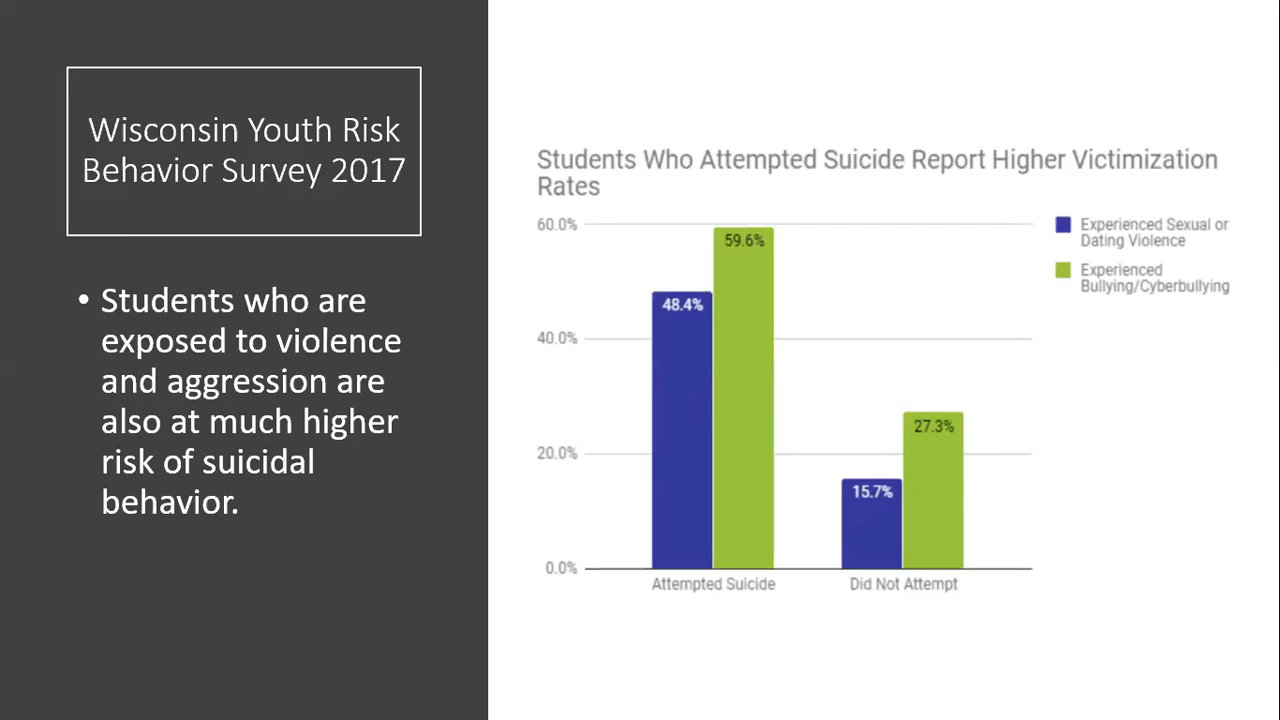 Wisconsin Youth Risk
Behavior Survey 2017
• Students who are
exposed to violence
and aggression are
also at much higher
risk of suicidal
behavior.
Students Who Attempted Suicide Report Higher Victimization
Rates
60.0%
40.0%
20.0%
0.0%
48.4%
59.6%
15.7%
27.3%
Attempted Suicide
Did Not Attempt
Experienced Sexual or
Dating Violence
Experienced
Bullying/Cyberbullying